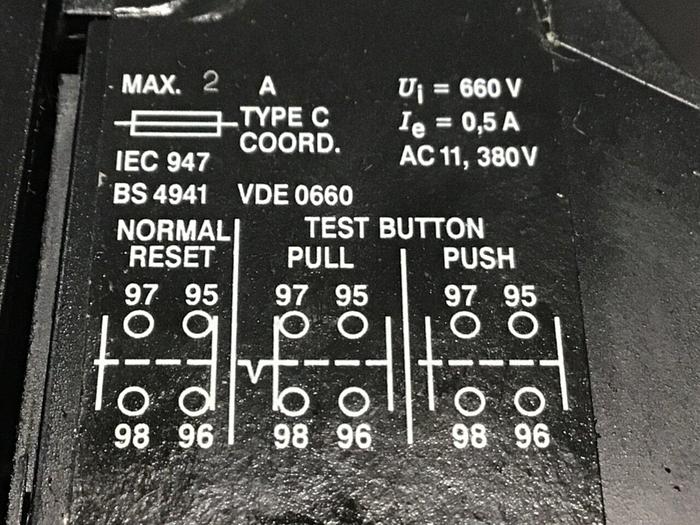 MAX. 2 A
TYPE C
COORD.
IEC 947
BS 4941 VDE 0660
Ui = 660 V
Ie = 0,5 A
AC 11, 380V
NORMAL
RESET
TEST BUTTON
PULL PUSH
97 95 97 95 97 95
98 96 98 96 98 96